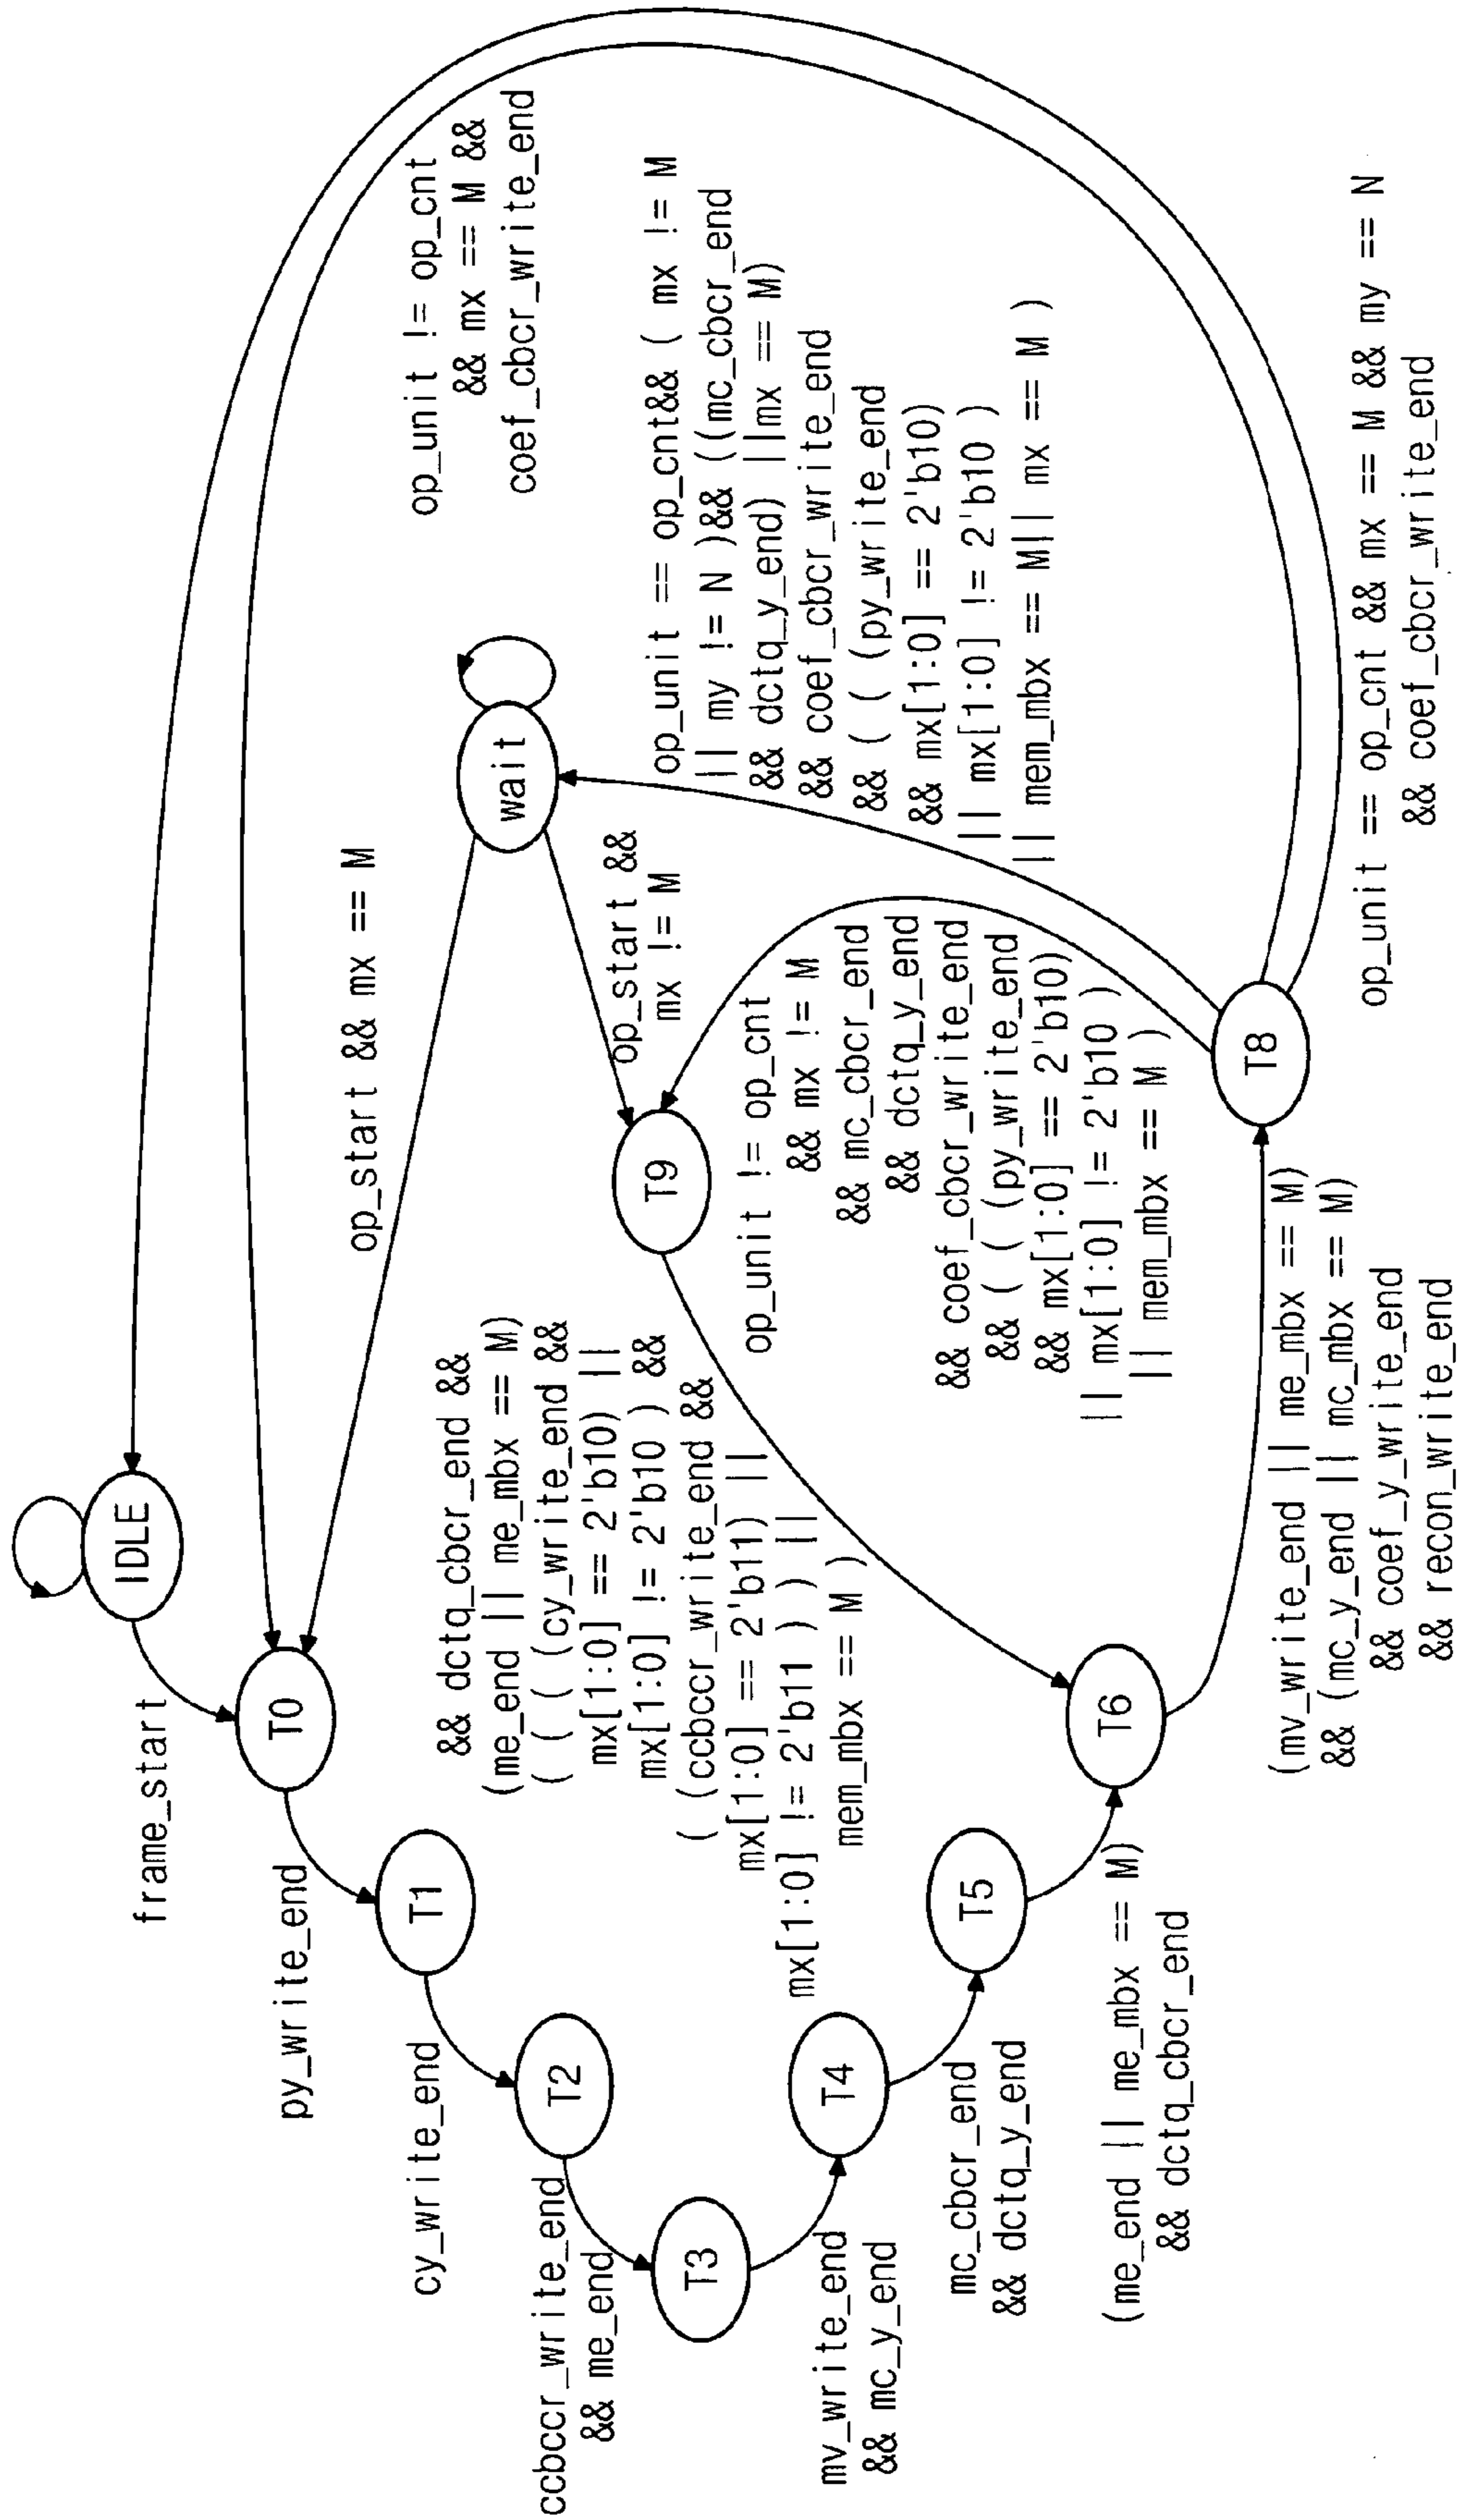 IDLE
frame_start
T0
py_write_end
T1
cy_write_end
T2
ccbccr_write_end
&& me_end
T3
mv_write_end
&& mc_y_end
T4
mc_cbcr_end
&& dctq_y_end
T5
(me_end || me_mbx == M)
&& dctq_cbcr_end
T6
(mv_write_end || me_mbx == M)
&& (mc_y_end || mc_mbx == M)
&& coef_y_write_end
&& recon_write_end
T8
T9
&& dctq_cbcr_end &&
(me_end || me_mbx == M)
( ( ( (cy_write_end &&
mx[1:0] == 2'b10) ||
mx[1:0] != 2'b10 ) &&
( (ccbccr_write_end &&
mx[1:0] == 2'b11) ||
mx[1:0] != 2'b11 ) ) ||
mem_mbx == M )
op_unit != op_cnt
&& mx != M
&& mc_cbcr_end
&& dctq_y_end
&& coef_cbcr_write_end
&& ( ( (py_write_end
&& mx[1:0] == 2'b10)
|| mx[1:0] != 2'b10 )
|| mem_mbx == M )
wait
op_start && mx == M
op_start &&
mx != M
op_unit != op_cnt
&& mx == M &&
coef_cbcr_write_end
op_unit == op_cnt&& ( mx != M
|| my != N )&& ((mc_cbcr_end
&& dctq_y_end) ||mx == M)
&& coef_cbcr_write_end
&& ( ( (py_write_end
&& mx[1:0] == 2'b10)
|| mx[1:0] != 2'b10 )
|| mem_mbx == M|| mx == M )
op_unit == op_cnt && mx == M && my == N
&& coef_cbcr_write_end